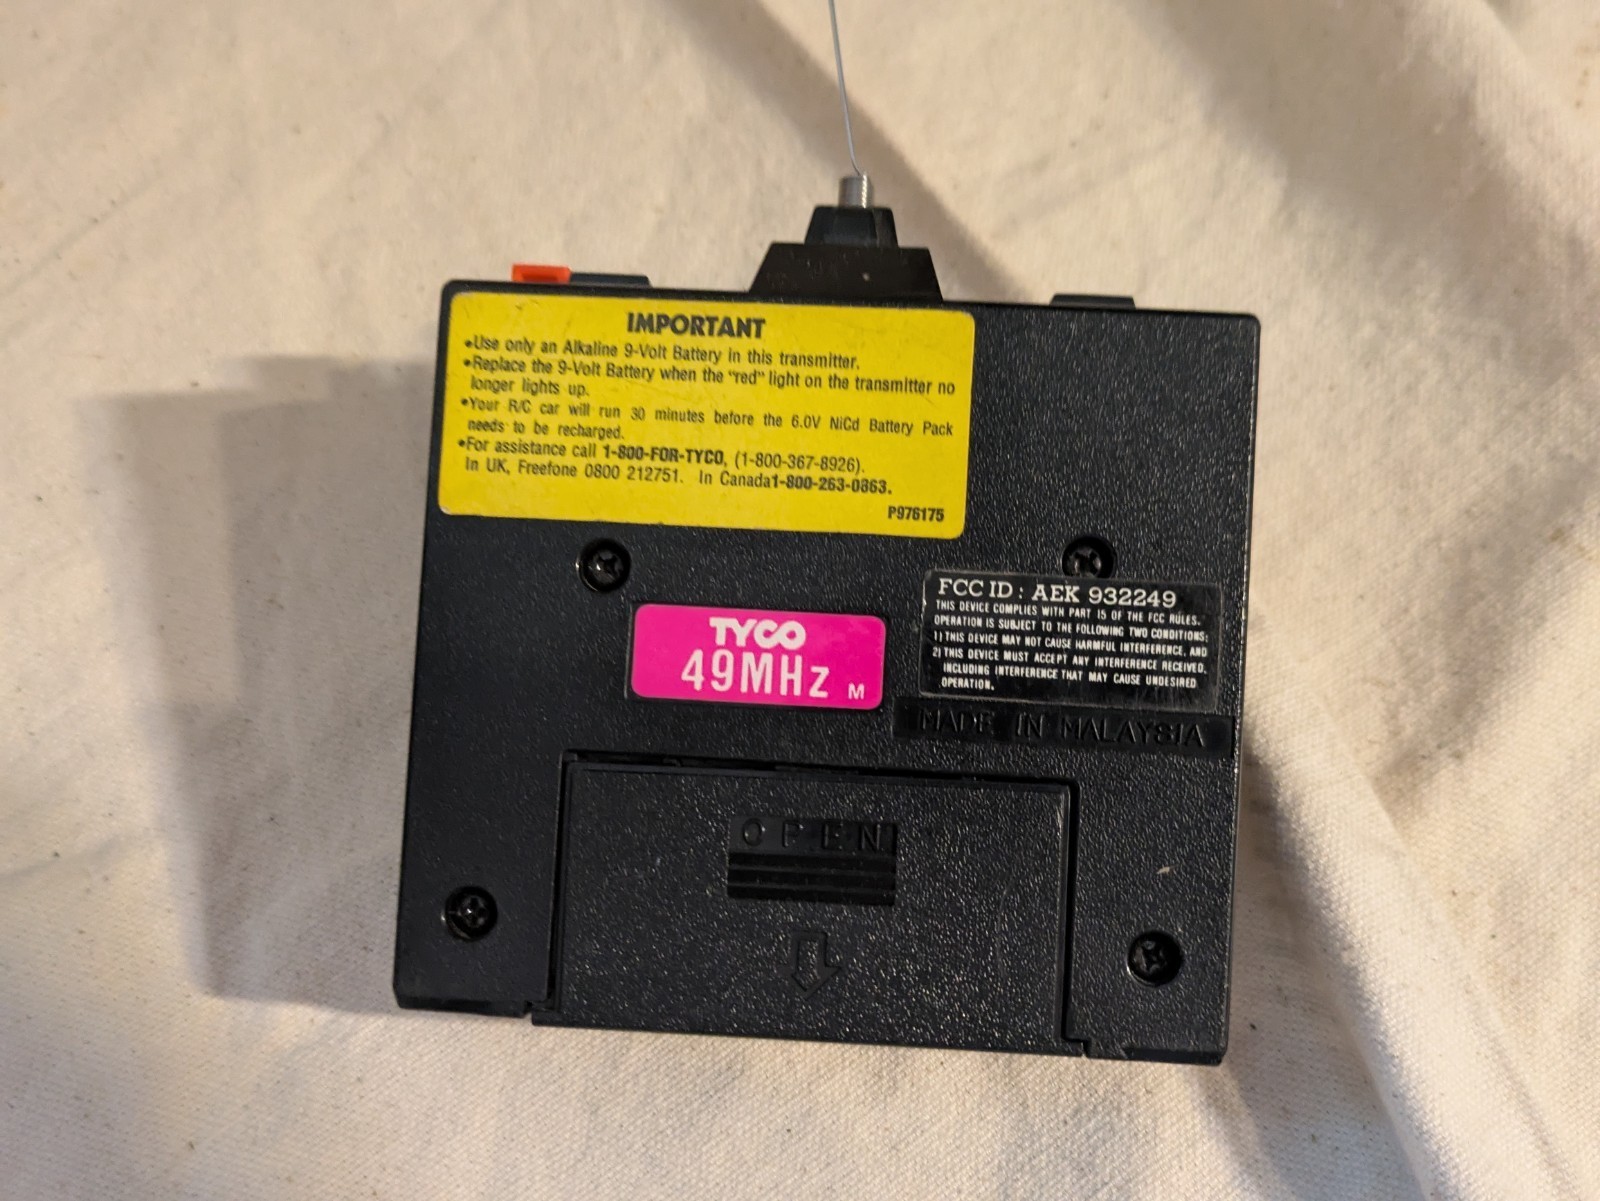 IMPORTANT
•Use only an Alkaline 9-Volt Battery in this transmitter.
•Replace the 9-Volt Battery when the "red" light on the transmitter no
longer lights up.
•Your R/C car will run 30 minutes before the 6.0V NiCd Battery Pack
needs to be recharged.
•For assistance call 1-800-FOR-TYCO, (1-800-367-8926).
In UK, Freefone 0800 212751. In Canada1-800-263-0863.
P976175
FCC ID : AEK 932249
THIS DEVICE COMPLIES WITH PART 15 OF THE FCC RULES.
OPERATION IS SUBJECT TO THE FOLLOWING TWO CONDITIONS:
1) THIS DEVICE MAY NOT CAUSE HARMFUL INTERFERENCE, AND
2) THIS DEVICE MUST ACCEPT ANY INTERFERENCE RECEIVED,
INCLUDING INTERFERENCE THAT MAY CAUSE UNDESIRED
OPERATION.
TYCO
49MHz M
MADE IN MALAYSIA
OPEN